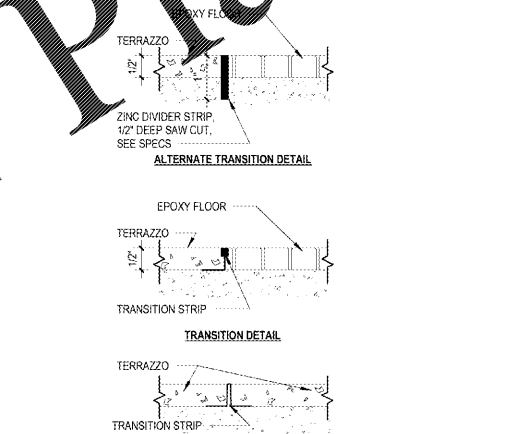 EPOXY FLOOR
TERRAZZO
1/2"
ZINC DIVIDER STRIP,
1/2" DEEP SAW CUT,
SEE SPECS
ALTERNATE TRANSITION DETAIL
EPOXY FLOOR
TERRAZZO
1/2"
TRANSITION STRIP
TRANSITION DETAIL
TERRAZZO
TRANSITION STRIP